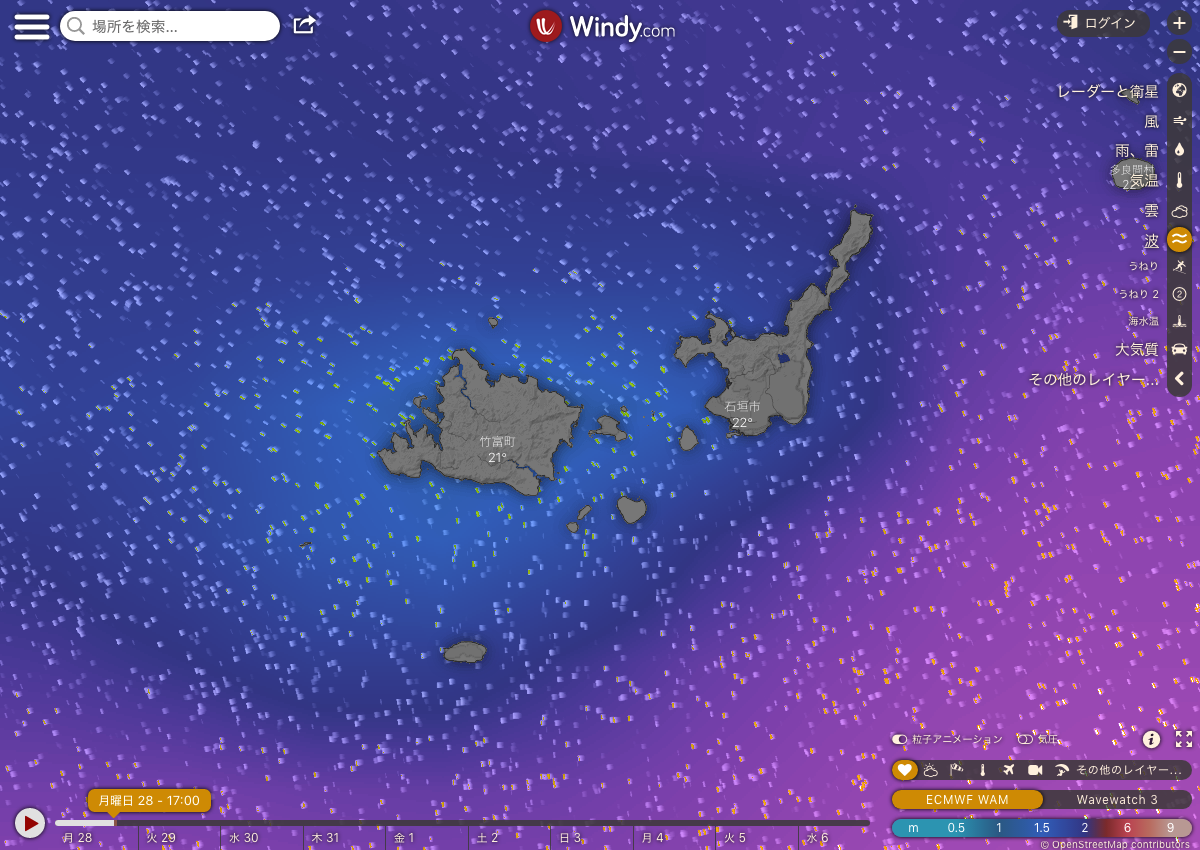 場所を検索...
Windy.com
ログイン
レーダーと衛星
風
雨、雷
多良間村
22°
気温
雲
波
うねり
うねり 2
海水温
大気質
その他のレイヤー...
石垣市
22°
竹富町
21°
粒子アニメーション
気圧
その他のレイヤー...
ECMWF WAM
Wavewatch 3
m 0.5 1 1.5 2 6 9
© OpenStreetMap contributors
月曜日 28 - 17:00
月 28
火 29
水 30
木 31
金 1
土 2
日 3
月 4
火 5
水 6